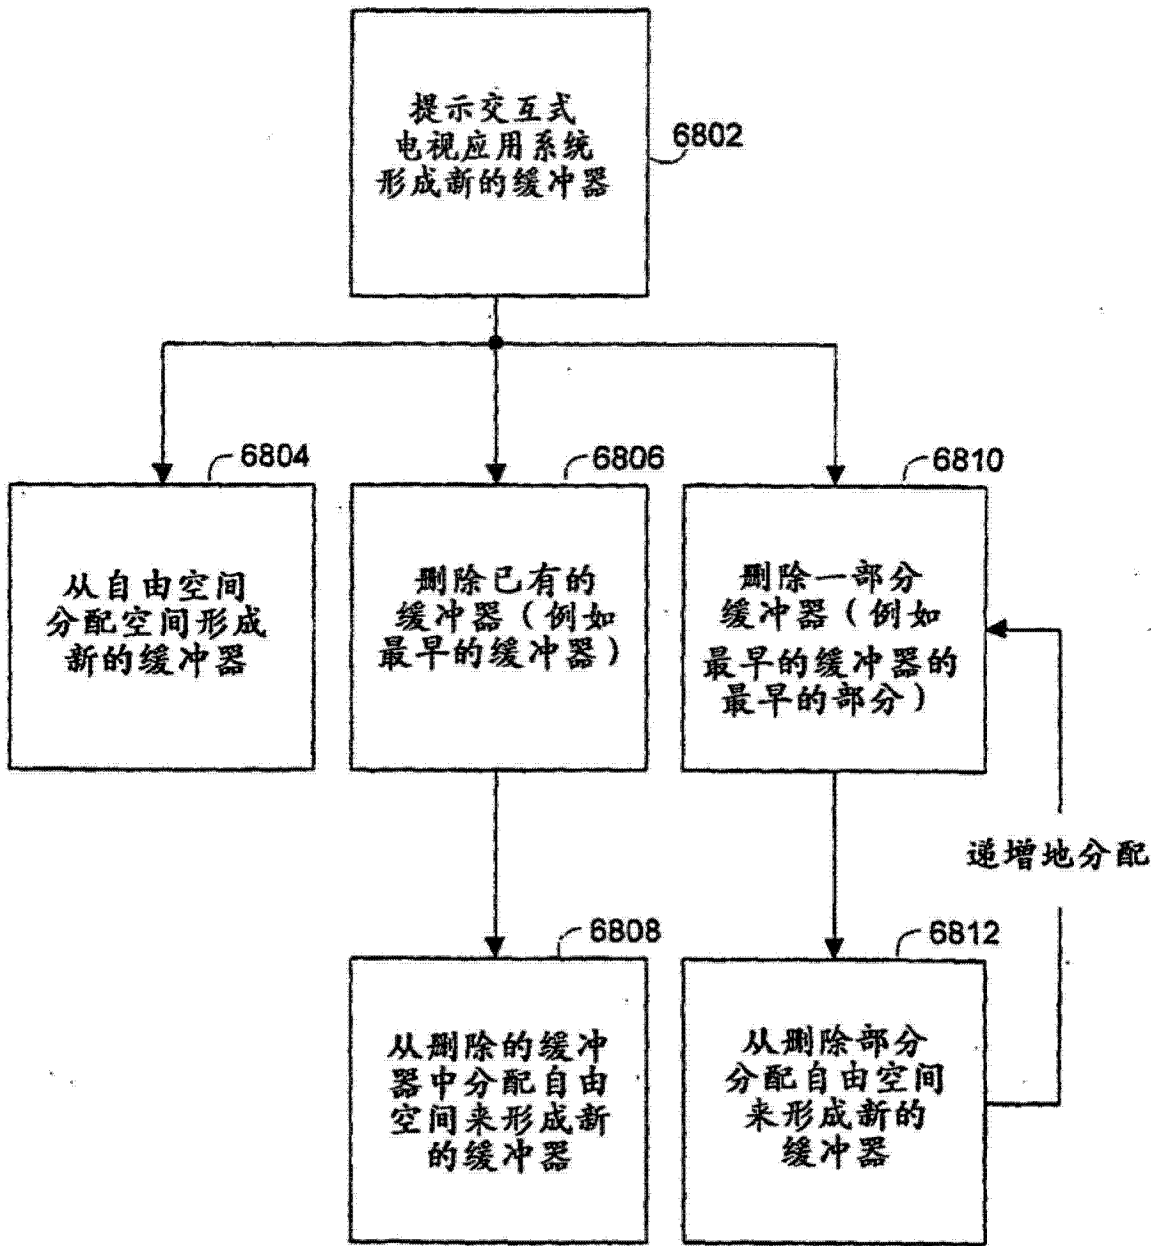 提示交互式
电视应用系统
形成新的缓冲器
6802
6804
从自由空间
分配空间形成
新的缓冲器
6806
删除已有的
缓冲器（例如
最早的缓冲器）
6810
删除一部分
缓冲器（例如
最早的缓冲器的
最早的部分）
递增地分配
6808
从删除的缓冲
器中分配自由
空间来形成新
的缓冲器
6812
从删除部分
分配自由空间
来形成新的
缓冲器